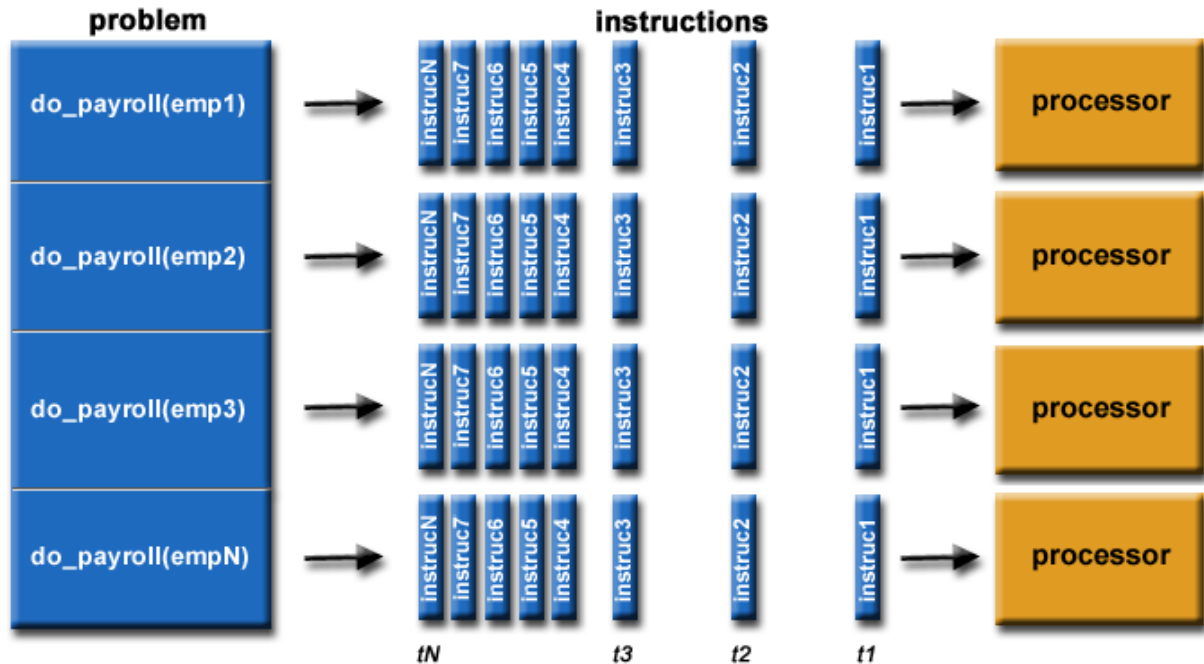 problem
instructions
do_payroll(emp1)
instrucN
instruc7
instruc6
instruc5
instruc4
instruc3
instruc2
instruc1
processor
do_payroll(emp2)
instrucN
instruc7
instruc6
instruc5
instruc4
instruc3
instruc2
instruc1
processor
do_payroll(emp3)
instrucN
instruc7
instruc6
instruc5
instruc4
instruc3
instruc2
instruc1
processor
do_payroll(empN)
instrucN
instruc7
instruc6
instruc5
instruc4
instruc3
instruc2
instruc1
processor
tN
t3
t2
t1